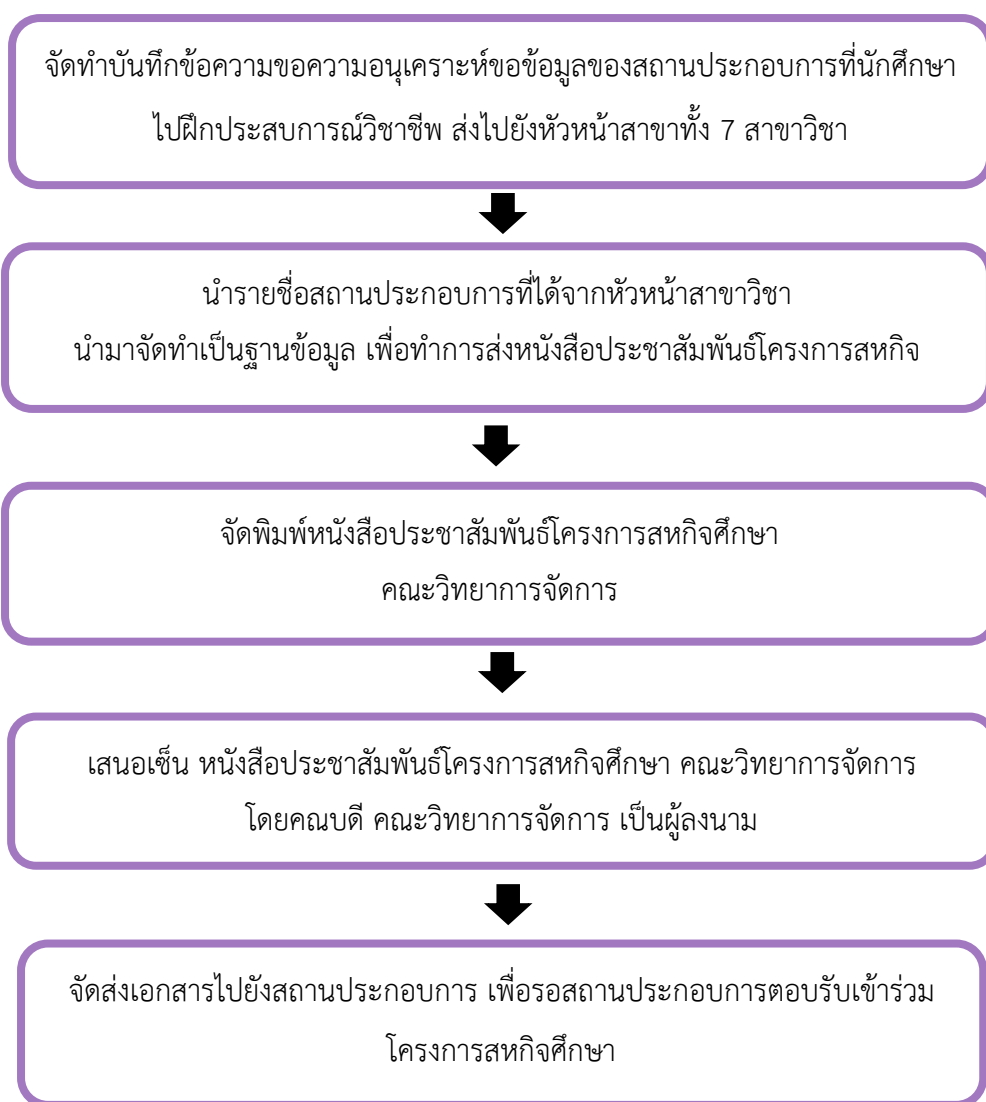 จัดทำบันทึกข้อความขอความอนุเคราะห์ขอข้อมูลของสถานประกอบการที่นักศึกษา
ไปฝึกประสบการณ์วิชาชีพ ส่งไปยังหัวหน้าสาขาทั้ง 7 สาขาวิชา
นำรายชื่อสถานประกอบการที่ได้จากหัวหน้าสาขาวิชา
นำมาจัดทำเป็นฐานข้อมูล เพื่อทำการส่งหนังสือประชาสัมพันธ์โครงการสหกิจ
จัดพิมพ์หนังสือประชาสัมพันธ์โครงการสหกิจศึกษา
คณะวิทยาการจัดการ
เสนอเซ็น หนังสือประชาสัมพันธ์โครงการสหกิจศึกษา คณะวิทยาการจัดการ
โดยคณบดี คณะวิทยาการจัดการ เป็นผู้ลงนาม
จัดส่งเอกสารไปยังสถานประกอบการ เพื่อรอสถานประกอบการตอบรับเข้าร่วม
โครงการสหกิจศึกษา